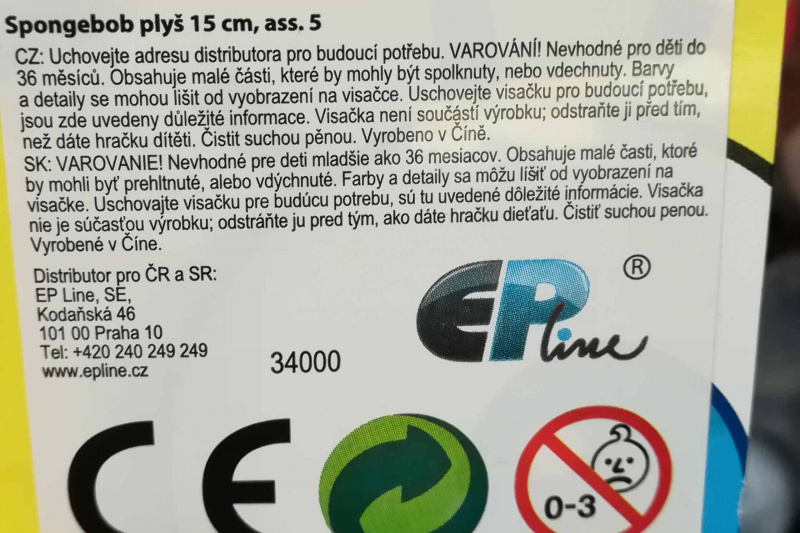 Spongebob plyš 15 cm, ass. 5
CZ: Uchovejte adresu distributora pro budoucí potřebu. VAROVÁNÍ! Nevhodné pro děti do
36 měsíců. Obsahuje malé části, které by mohly být spolknuty, nebo vdechnuty. Barvy
a detaily se mohou lišit od vyobrazení na visačce. Uschovejte visačku pro budoucí potřebu,
jsou zde uvedeny důležité informace. Visačka není součástí výrobku; odstraňte ji před tím,
než dáte hračku dítěti. Čistit suchou pěnou. Vyrobeno v Číně.
SK: VAROVANIE! Nevhodné pre deti mladšie ako 36 mesiacov. Obsahuje malé časti, ktoré
by mohli byť prehltnuté, alebo vdýchnuté. Farby a detaily sa môžu líšiť od vyobrazení na
visačke. Uschovajte visačku pre budúcu potrebu, sú tu uvedené dôležité informácie. Visačka
nie je súčasťou výrobku; odstráňte ju pred tým, ako dáte hračku dieťaťu. Čistiť suchou penou.
Vyrobené v Číne.
Distributor pro ČR a SR:
EP Line, SE,
Kodaňská 46
101 00 Praha 10
Tel: +420 240 249 249
www.epline.cz
34000
EPline ®
CE
0-3